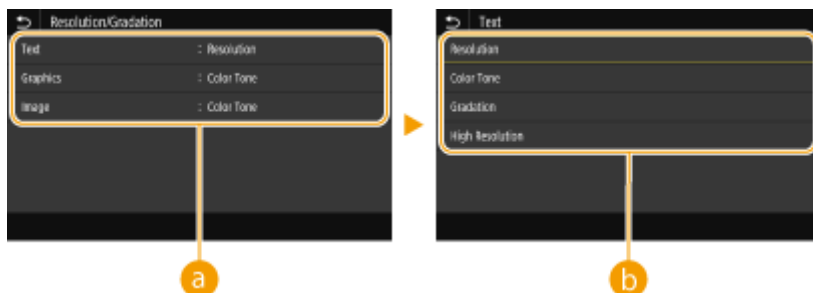 Resolution/Gradation
Text : Resolution
Graphics : Color Tone
Image : Color Tone
a
Text
Resolution
Color Tone
Gradation
High Resolution
b